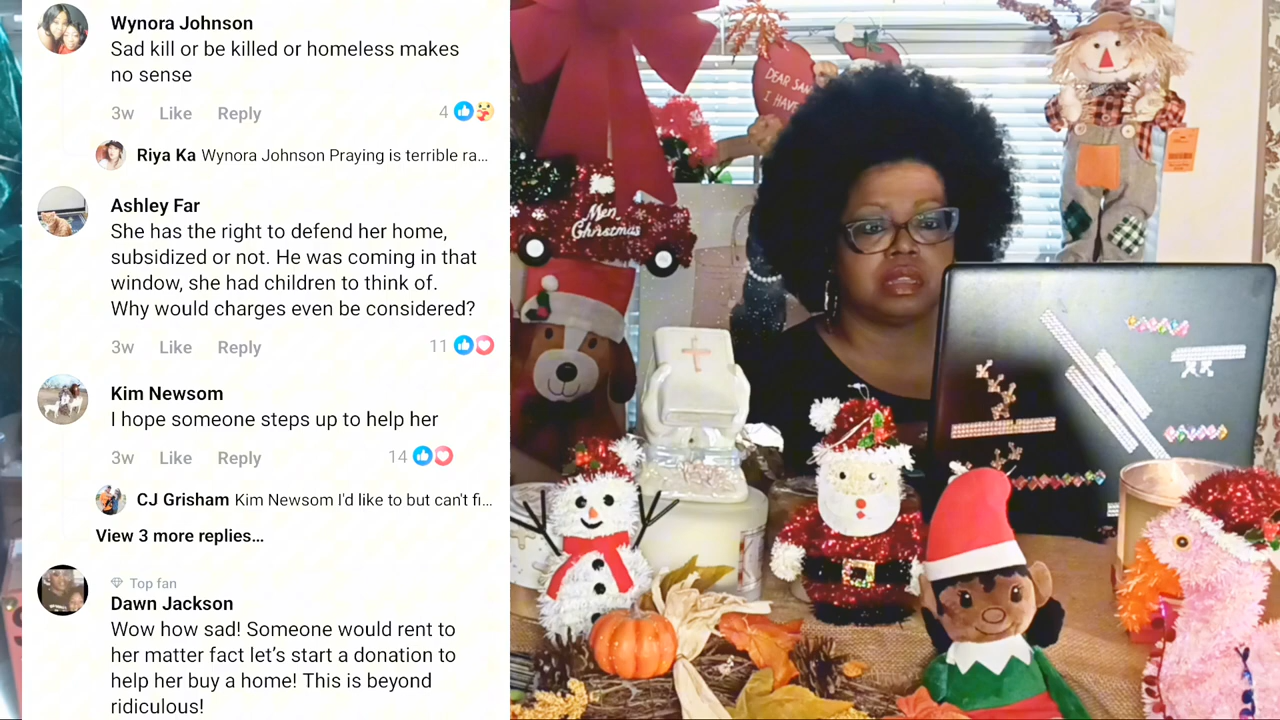 Wynora Johnson
Sad kill or be killed or homeless makes
no sense
3w Like Reply 4
Riya Ka Wynora Johnson Praying is terrible ra...
Ashley Far
She has the right to defend her home,
subsidized or not. He was coming in that
window, she had children to think of.
Why would charges even be considered?
3w Like Reply 11
Kim Newsom
I hope someone steps up to help her
3w Like Reply 14
CJ Grisham Kim Newsom I'd like to but can't fi...
View 3 more replies...
Top fan
Dawn Jackson
Wow how sad! Someone would rent to
her matter fact let's start a donation to
help her buy a home! This is beyond
ridiculous!
DEAR SAN
I HAVE
Christmas